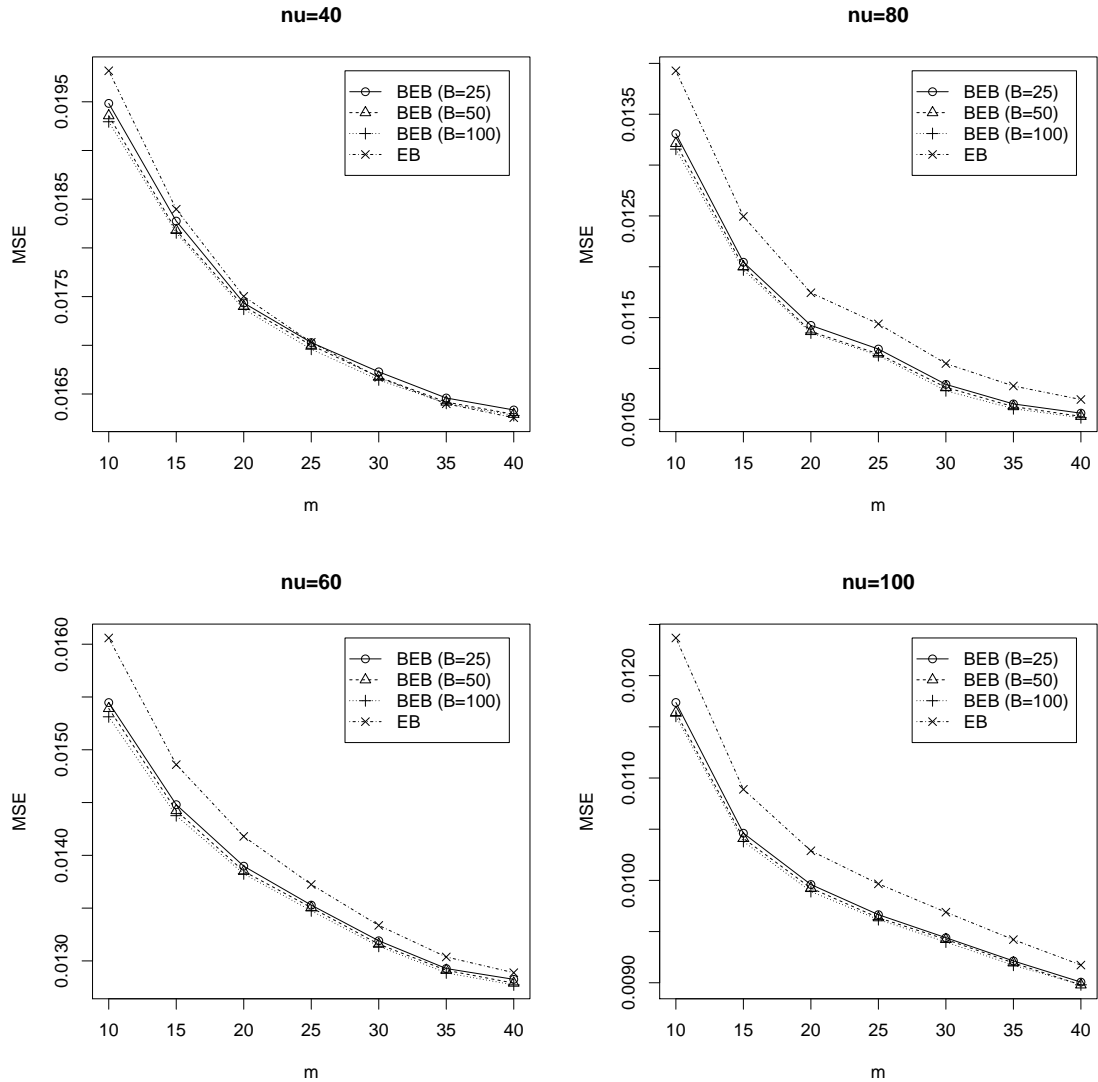 nu=40
MSE
0.0165
0.0175
0.0185
0.0195
10 15 20 25 30 35 40
m
BEB (B=25)
BEB (B=50)
BEB (B=100)
EB
nu=80
MSE
0.0105
0.0115
0.0125
0.0135
10 15 20 25 30 35 40
m
BEB (B=25)
BEB (B=50)
BEB (B=100)
EB
nu=60
MSE
0.0130
0.0140
0.0150
0.0160
10 15 20 25 30 35 40
m
BEB (B=25)
BEB (B=50)
BEB (B=100)
EB
nu=100
MSE
0.0090
0.0100
0.0110
0.0120
10 15 20 25 30 35 40
m
BEB (B=25)
BEB (B=50)
BEB (B=100)
EB